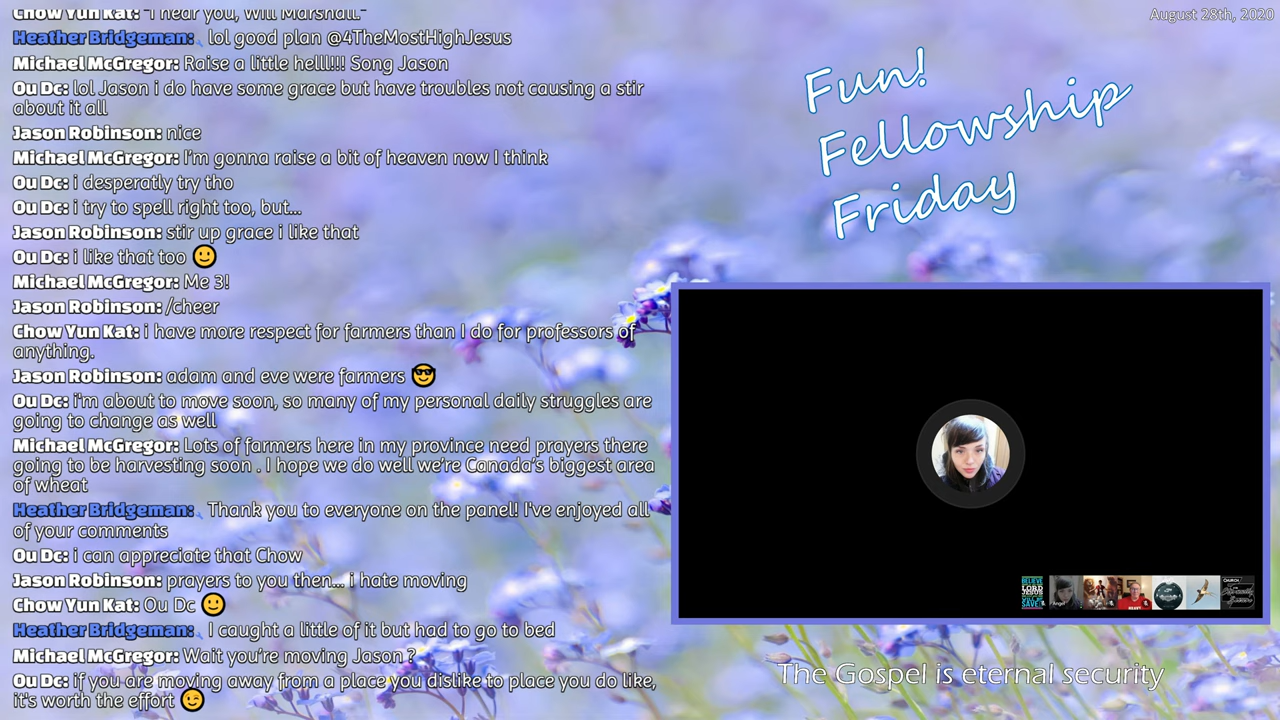 Chow Yun Kat: "I hear you, Will Marshall."
Heather Bridgeman: lol good plan @4TheMostHighJesus
Michael McGregor: Raise a little helll!!! Song Jason
Ou Dc: lol Jason i do have some grace but have troubles not causing a stir
about it all
Jason Robinson: nice
Michael McGregor: I'm gonna raise a bit of heaven now I think
Ou Dc: i desperatly try tho
Ou Dc: i try to spell right too, but...
Jason Robinson: stir up grace i like that
Ou Dc: i like that too 🙂
Michael McGregor: Me 3!
Jason Robinson: /cheer
Chow Yun Kat: i have more respect for farmers than I do for professors of
anything.
Jason Robinson: adam and eve were farmers 😎
Ou Dc: i'm about to move soon, so many of my personal daily struggles are
going to change as well
Michael McGregor: Lots of farmers here in my province need prayers there
going to be harvesting soon . I hope we do well we're Canada's biggest area
of wheat
Heather Bridgeman: Thank you to everyone on the panel! I've enjoyed all
of your comments
Ou Dc: i can appreciate that Chow
Jason Robinson: prayers to you then... i hate moving
Chow Yun Kat: Ou Dc 🙂
Heather Bridgeman: I caught a little of it but had to go to bed
Michael McGregor: Wait you're moving Jason ?
Ou Dc: if you are moving away from a place you dislike to place you do like,
it's worth the effort 😉
August 28th, 2020
Fun!
Fellowship
Friday
BELIEVE
LORD
JESUS
SAVE
Angel
CHURCH
The Gospel is eternal security